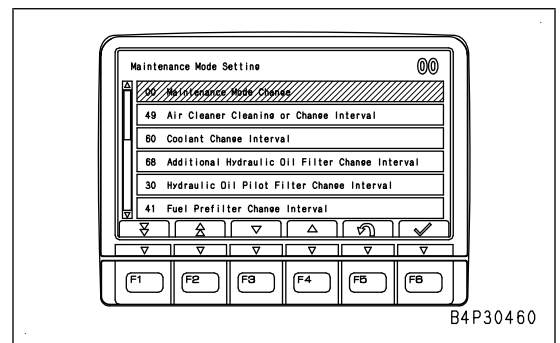 Maintenance Mode Setting 00
00 Maintenance Mode Change
49 Air Cleaner Cleaning or Change Interval
60 Coolant Change Interval
68 Additional Hydraulic Oil Filter Change Interval
30 Hydraulic Oil Pilot Filter Change Interval
41 Fuel Prefilter Change Interval
F1 F2 F3 F4 F5 F6
B4P30460